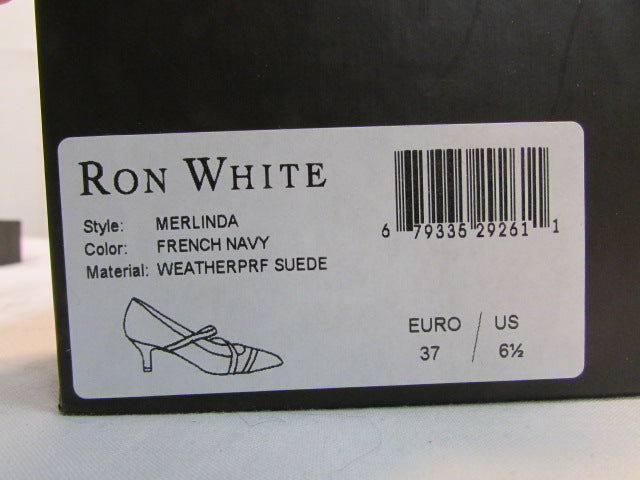 RON WHITE
Style: MERLINDA
Color: FRENCH NAVY
Material: WEATHERPRF SUEDE
6 79335 29261 1
EURO / US
37 6½